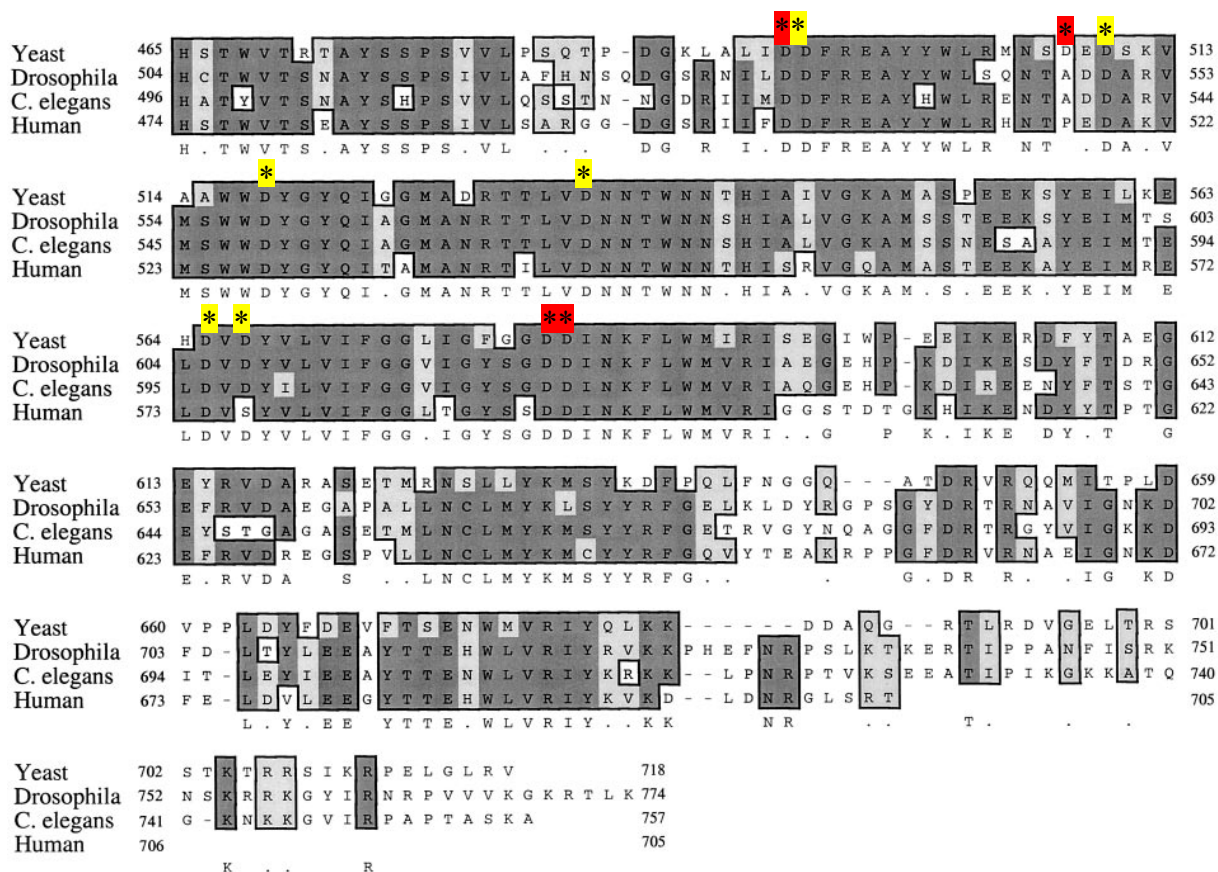 * * * *
Yeast 465 H S T W V T R T A Y S S P S V V L P S Q T P - D G K L A L I D D F R E A Y Y W L R M N S D E D S K V 513
Drosophila 504 H C T W V T S N A Y S S P S I V L A F H N S Q D G S R N I L D D F R E A Y Y W L S Q N T A D D A R V 553
C. elegans 496 H A T Y V T S N A Y S H P S V V L Q S S T N - N G D R I I M D D F R E A Y H W L R E N T A D D A R V 544
Human 474 H S T W V T S E A Y S S P S I V L S A R G G - D G S R I I F D D F R E A Y Y W L R H N T P E D A K V 522
H . T W V T S . A Y S S P S . V L . . . D G R I . D D F R E A Y Y W L R N T . D A . V
* *
Yeast 514 A A W W D Y G Y Q I G G M A D R T T L V D N N T W N N T H I A I V G K A M A S P E E K S Y E I L K E 563
Drosophila 554 M S W W D Y G Y Q I A G M A N R T T L V D N N T W N N S H I A L V G K A M S S T E E K S Y E I M T S 603
C. elegans 545 M S W W D Y G Y Q I A G M A N R T T L V D N N T W N N S H I A L V G K A M S S N E S A A Y E I M T E 594
Human 523 M S W W D Y G Y Q I T A M A N R T I L V D N N T W N N T H I S R V G Q A M A S T E E K A Y E I M R E 572
M S W W D Y G Y Q I . G M A N R T T L V D N N T W N N . H I A . V G K A M . S . E E K . Y E I M E
* * * *
Yeast 564 H D V D Y V L V I F G G L I G F G G D D I N K F L W M I R I S E G I W P - E E I K E R D F Y T A E G 612
Drosophila 604 L D V D Y V L V I F G G V I G Y S G D D I N K F L W M V R I A E G E H P - K D I K E S D Y F T D R G 652
C. elegans 595 L D V D Y I L V I F G G V I G Y S G D D I N K F L W M V R I A Q G E H P - K D I R E E N Y F T S T G 643
Human 573 L D V S Y V L V I F G G L T G Y S S D D I N K F L W M V R I G G S T D T G K H I K E N D Y Y T P T G 622
L D V D Y V L V I F G G . I G Y S G D D I N K F L W M V R I . . G P K . I K E D Y . T G
Yeast 613 E Y R V D A R A S E T M R N S L L Y K M S Y K D F P Q L F N G G Q - - - A T D R V R Q Q M I T P L D 659
Drosophila 653 E F R V D A E G A P A L L N C L M Y K L S Y Y R F G E L K L D Y R G P S G Y D R T R N A V I G N K D 702
C. elegans 644 E Y S T G A G A S E T M L N C L M Y K M S Y Y R F G E T R V G Y N Q A G G F D R T R G Y V I G K K D 693
Human 623 E F R V D R E G S P V L L N C L M Y K M C Y Y R F G Q V Y T E A K R P P G F D R V R N A E I G N K D 672
E . R V D A S . . L N C L M Y K M S Y Y R F G . . . G . D R R . . I G K D
Yeast 660 V P P L D Y F D E V F T S E N W M V R I Y Q L K K - - - - - - D D A Q G - - R T L R D V G E L T R S 701
Drosophila 703 F D - L T Y L E E A Y T T E H W L V R I Y R V K K P H E F N R P S L K T K E R T I P P A N F I S R K 751
C. elegans 694 I T - L E Y I E E A Y T T E N W L V R I Y K R K K - - L P N R P T V K S E E A T I P I K G K K A T Q 740
Human 673 F E - L D V L E E G Y T T E H W L V R I Y K V K D - - L D N R G L S R T 705
L . Y . E E Y T T E . W L V R I Y . . K K N R . . T . . .
Yeast 702 S T K T R R S I K R P E L G L R V 718
Drosophila 752 N S K R R K G Y I R N R P V V V K G K R T L K 774
C. elegans 741 G - K N K K G V I R P A P T A S K A 757
Human 706 705
K . . R